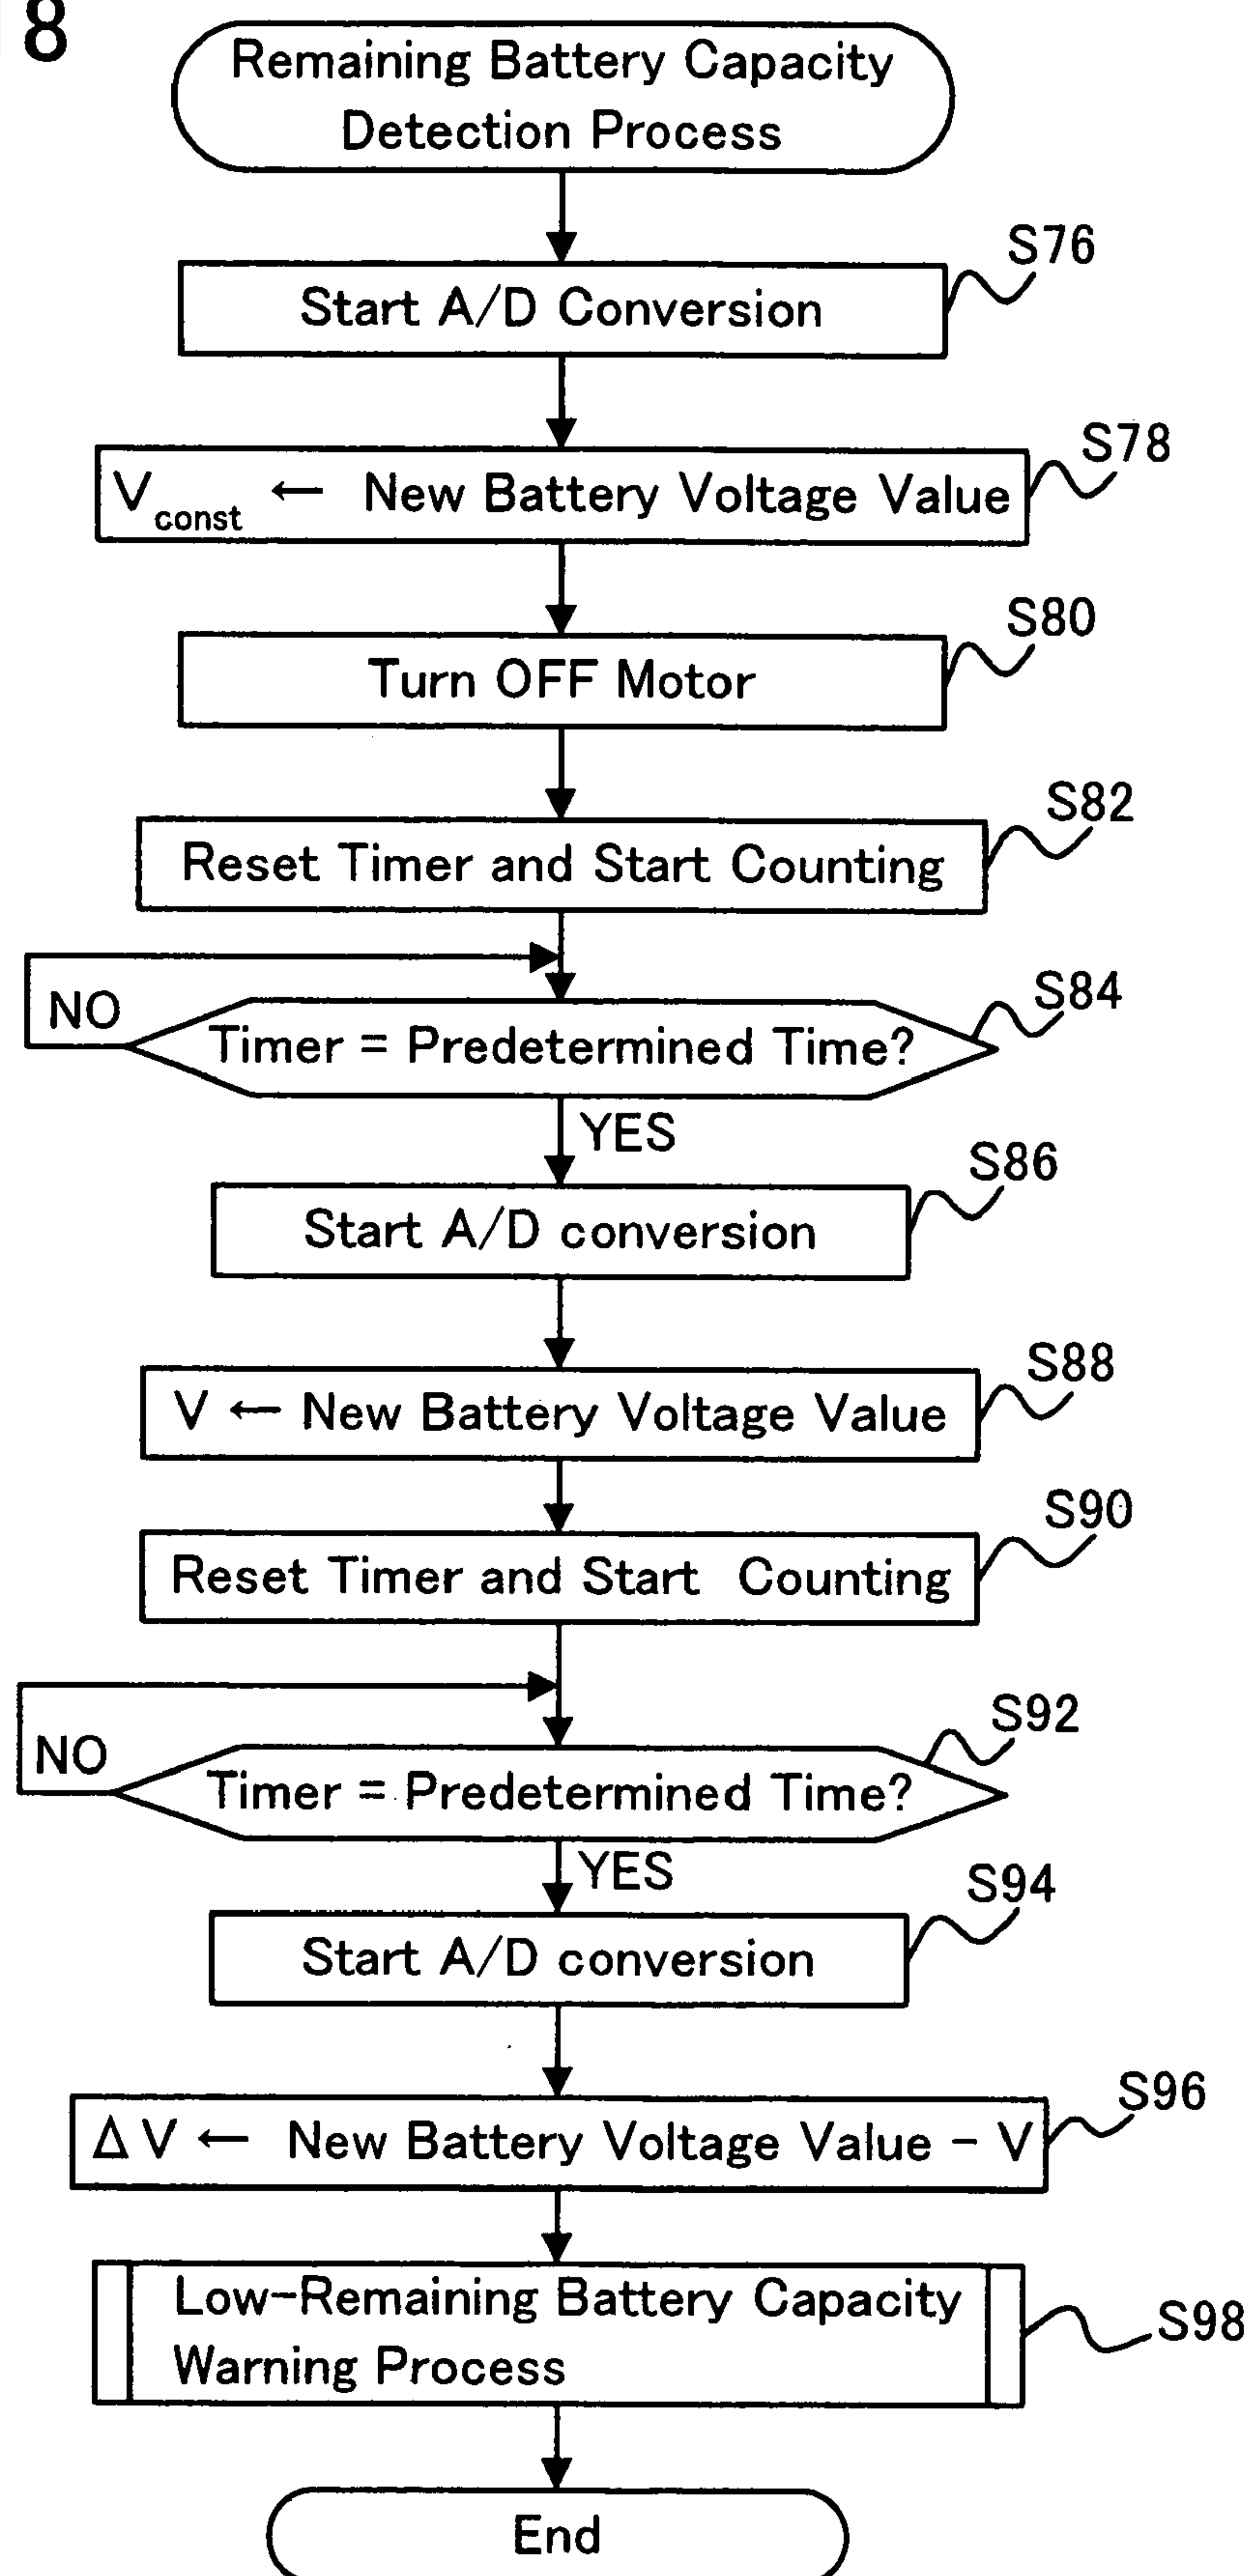 8
Remaining Battery Capacity
Detection Process
S76
Start A/D Conversion
S78
Vconst ← New Battery Voltage Value
S80
Turn OFF Motor
S82
Reset Timer and Start Counting
S84
NO
Timer = Predetermined Time?
YES
S86
Start A/D conversion
S88
V ← New Battery Voltage Value
S90
Reset Timer and Start Counting
S92
NO
Timer = Predetermined Time?
YES
S94
Start A/D conversion
S96
Δ V ← New Battery Voltage Value - V
Low-Remaining Battery Capacity
S98
Warning Process
End